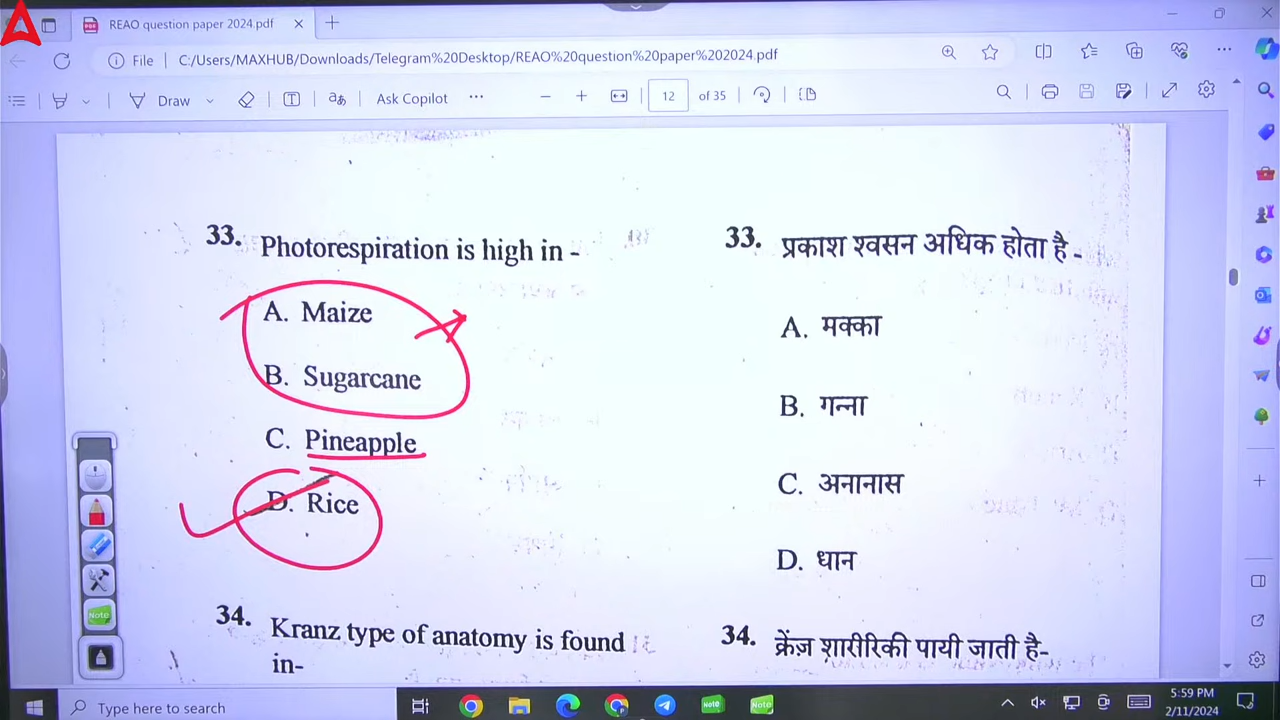 REAO question paper 2024.pdf
File
C:/Users/MAXHUB/Downloads/Telegram%20Desktop/REAO%20question%20paper%202024.pdf
Draw
Ask Copilot
12
of 35
33. Photorespiration is high in -
A. Maize
B. Sugarcane
C. Pineapple
D. Rice
34. Kranz type of anatomy is found
in-
33. प्रकाश श्वसन अधिक होता है -
A. मक्का
B. गन्ना
C. अनानास
D. धान
34. क्रेंज़ शारीरिकी पायी जाती है-
Note
Type here to search
Note
Note
5:59 PM
2/11/2024